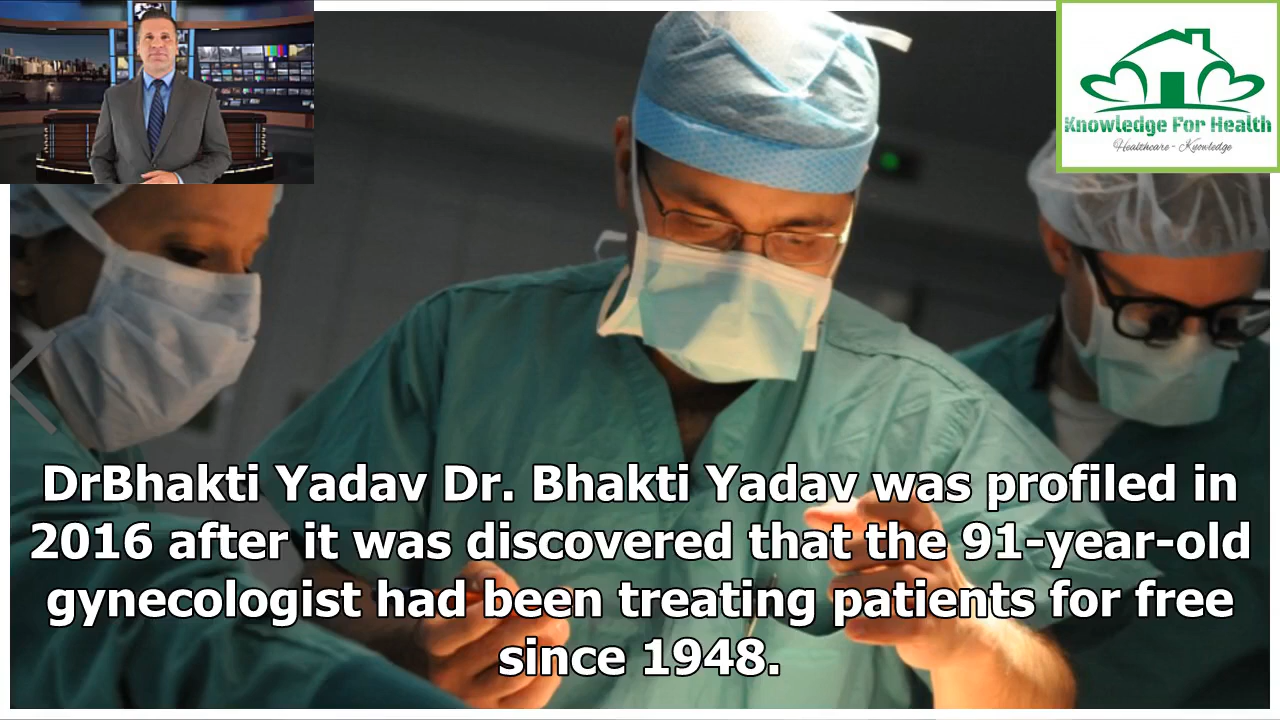 Knowledge For Health
Healthcare - Knowledge
DrBhakti Yadav Dr. Bhakti Yadav was profiled in
2016 after it was discovered that the 91-year-old
gynecologist had been treating patients for free
since 1948.